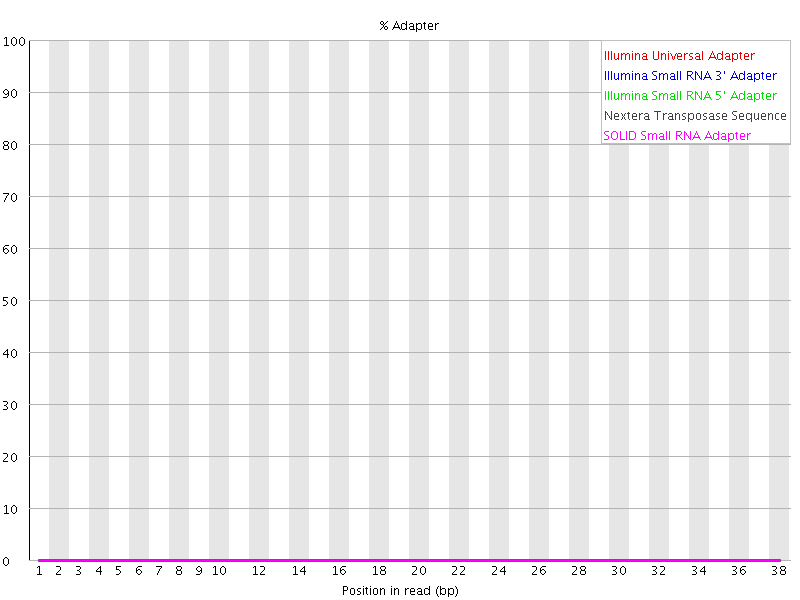 % Adapter
Illumina Universal Adapter
Illumina Small RNA 3' Adapter
Illumina Small RNA 5' Adapter
Nextera Transposase Sequence
SOLID Small RNA Adapter
100
90
80
70
60
50
40
30
20
10
0
1 2 3 4 5 6 7 8 9 10 12 14 16 18 20 22 24 26 28 30 32 34 36 38
Position in read (bp)